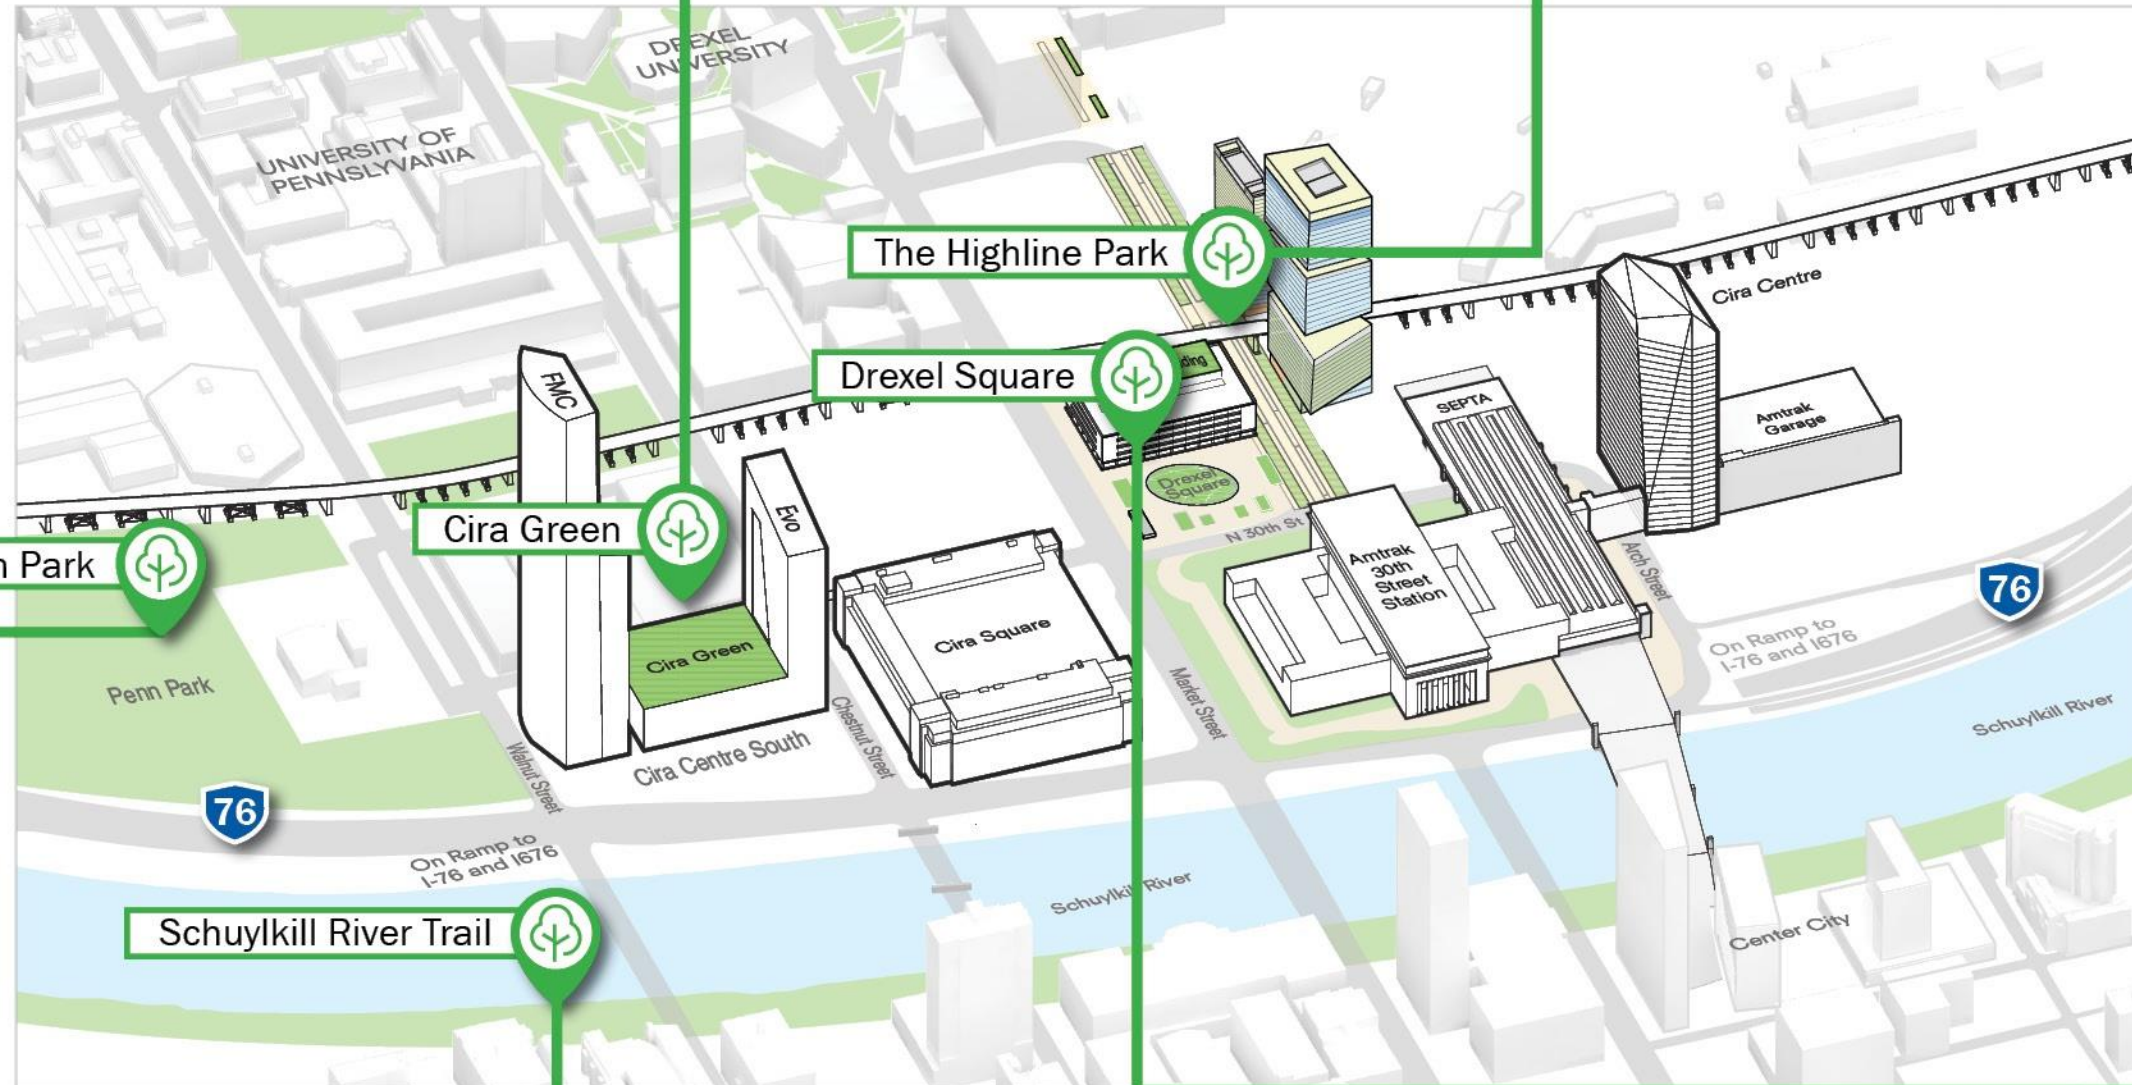 DREXEL
UNIVERSITY
UNIVERSITY OF
PENNSLYVANIA
The Highline Park
Cira Centre
Drexel Square
FMC
SEPTA
Amtrak
Garage
Cira Green
Evo
Drexel
Square
N 30th St
Park
Amtrak
30th
Street
Station
Arch Street
76
Cira Green
Cira Square
On Ramp to
I-76 and I676
Penn Park
Market Street
Schuylkill River
Walnut Street
Cira Centre South
Chestnut Street
76
On Ramp to
I-76 and I676
Schuylkill River
Schuylkill River Trail
Center City